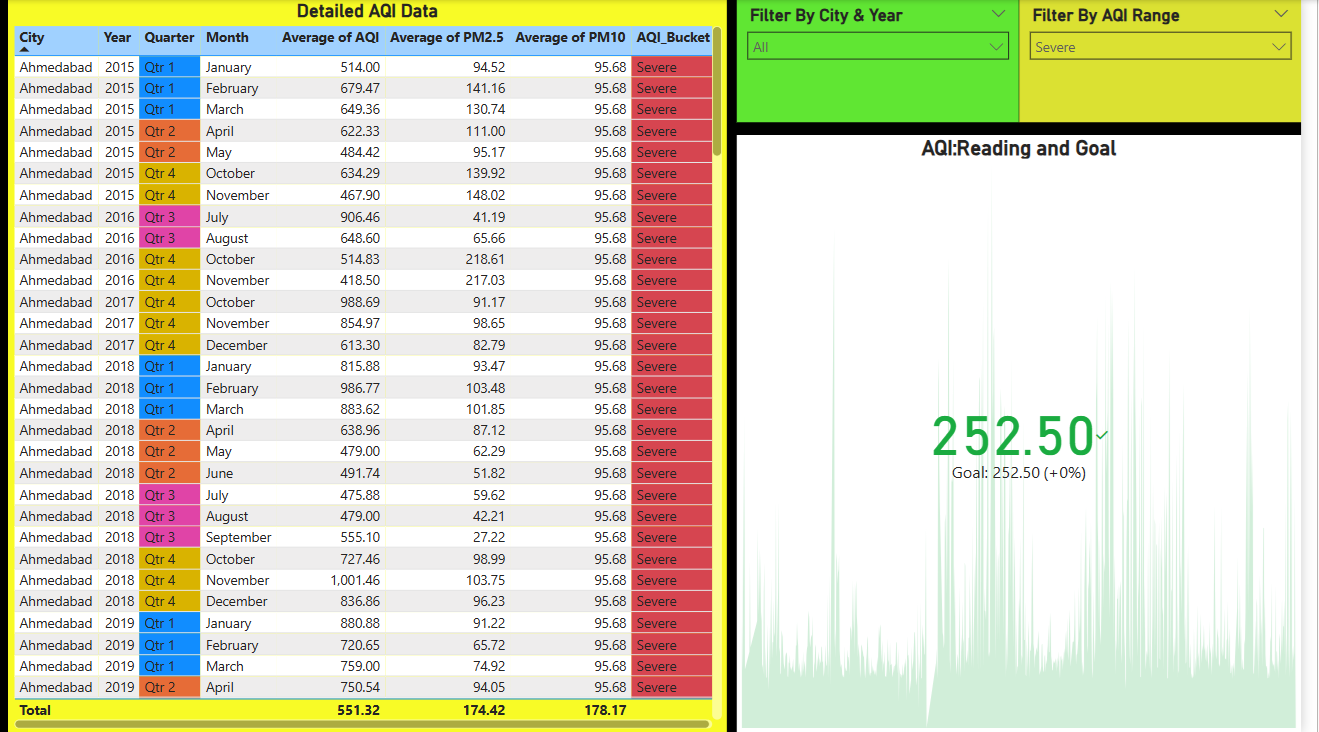 Detailed AQI Data
City Year Quarter Month Average of AQI Average of PM2.5 Average of PM10 AQI_Bucket
Ahmedabad 2015 Qtr 1 January 514.00 94.52 95.68 Severe
Ahmedabad 2015 Qtr 1 February 679.47 141.16 95.68 Severe
Ahmedabad 2015 Qtr 1 March 649.36 130.74 95.68 Severe
Ahmedabad 2015 Qtr 2 April 622.33 111.00 95.68 Severe
Ahmedabad 2015 Qtr 2 May 484.42 95.17 95.68 Severe
Ahmedabad 2015 Qtr 4 October 634.29 139.92 95.68 Severe
Ahmedabad 2015 Qtr 4 November 467.90 148.02 95.68 Severe
Ahmedabad 2016 Qtr 3 July 906.46 41.19 95.68 Severe
Ahmedabad 2016 Qtr 3 August 648.60 65.66 95.68 Severe
Ahmedabad 2016 Qtr 4 October 514.83 218.61 95.68 Severe
Ahmedabad 2016 Qtr 4 November 418.50 217.03 95.68 Severe
Ahmedabad 2017 Qtr 4 October 988.69 91.17 95.68 Severe
Ahmedabad 2017 Qtr 4 November 854.97 98.65 95.68 Severe
Ahmedabad 2017 Qtr 4 December 613.30 82.79 95.68 Severe
Ahmedabad 2018 Qtr 1 January 815.88 93.47 95.68 Severe
Ahmedabad 2018 Qtr 1 February 986.77 103.48 95.68 Severe
Ahmedabad 2018 Qtr 1 March 883.62 101.85 95.68 Severe
Ahmedabad 2018 Qtr 2 April 638.96 87.12 95.68 Severe
Ahmedabad 2018 Qtr 2 May 479.00 62.29 95.68 Severe
Ahmedabad 2018 Qtr 2 June 491.74 51.82 95.68 Severe
Ahmedabad 2018 Qtr 3 July 475.88 59.62 95.68 Severe
Ahmedabad 2018 Qtr 3 August 479.00 42.21 95.68 Severe
Ahmedabad 2018 Qtr 3 September 555.10 27.22 95.68 Severe
Ahmedabad 2018 Qtr 4 October 727.46 98.99 95.68 Severe
Ahmedabad 2018 Qtr 4 November 1,001.46 103.75 95.68 Severe
Ahmedabad 2018 Qtr 4 December 836.86 96.23 95.68 Severe
Ahmedabad 2019 Qtr 1 January 880.88 91.22 95.68 Severe
Ahmedabad 2019 Qtr 1 February 720.65 65.72 95.68 Severe
Ahmedabad 2019 Qtr 1 March 759.00 74.92 95.68 Severe
Ahmedabad 2019 Qtr 2 April 750.54 94.05 95.68 Severe
Total 551.32 174.42 178.17
Filter By City & Year
All
Filter By AQI Range
Severe
AQI:Reading and Goal
252.50
Goal: 252.50 (+0%)